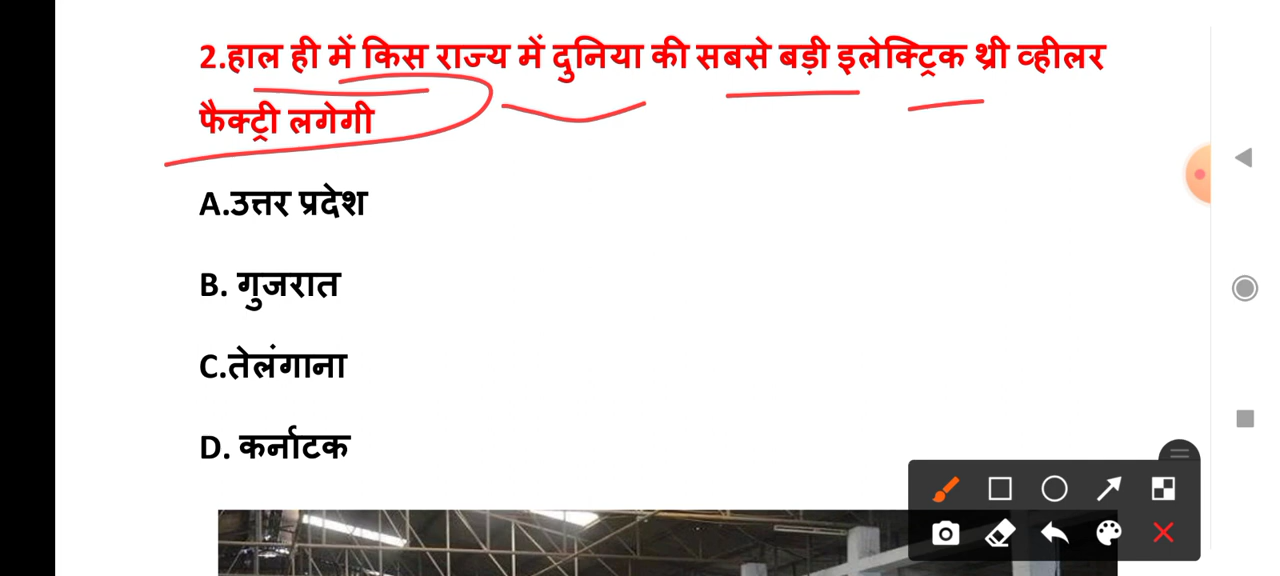 2.हाल ही में किस राज्य में दुनिया की सबसे बड़ी इलेक्ट्रिक थ्री व्हीलर
फैक्ट्री लगेगी
A.उत्तर प्रदेश
B. गुजरात
C.तेलंगाना
D. कर्नाटक